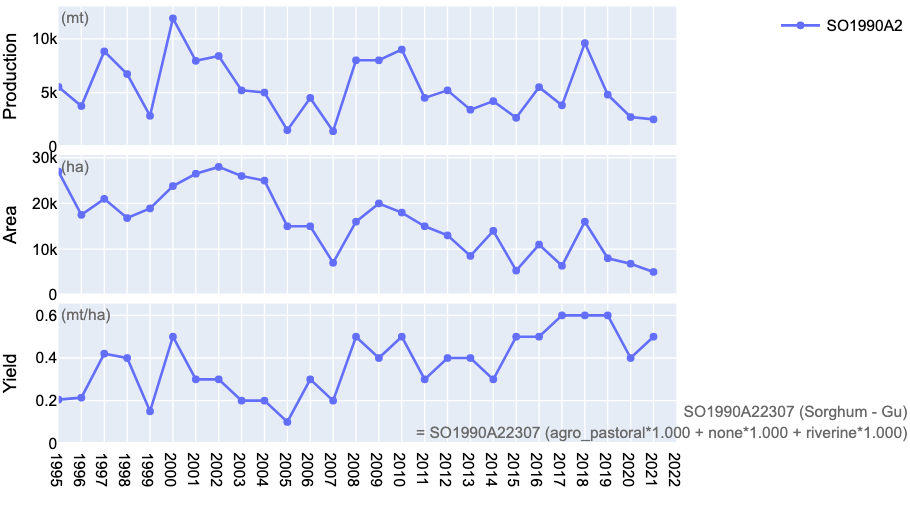 (mt)
SO1990A2
Production
10k
5k
0
(ha)
Area
30k
20k
10k
0
(mt/ha)
Yield
0.6
0.4
0.2
0
SO1990A22307 (Sorghum - Gu)
= SO1990A22307 (agro_pastoral*1.000 + none*1.000 + riverine*1.000)
1995
1996
1997
1998
1999
2000
2001
2002
2003
2004
2005
2006
2007
2008
2009
2010
2011
2012
2013
2014
2015
2016
2017
2018
2019
2020
2021
2022